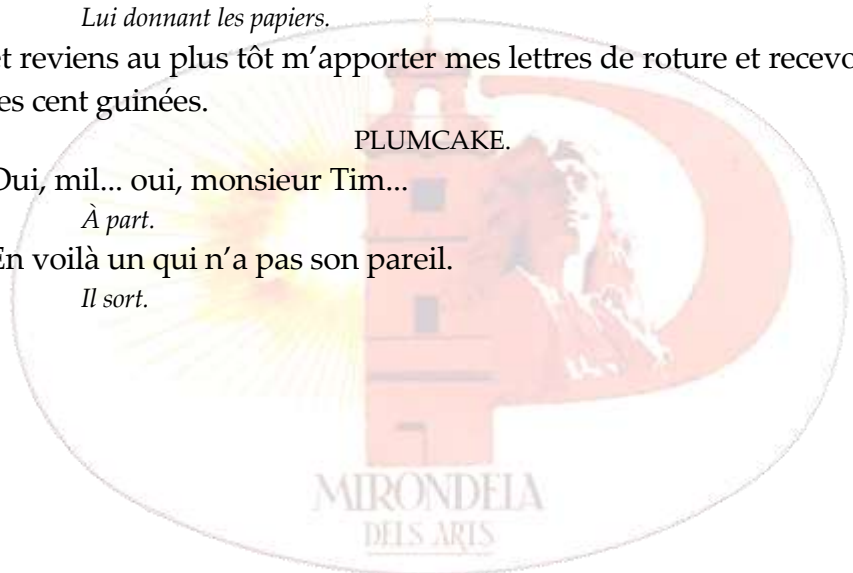 Lui donnant les papiers.
t reviens au plus tôt m’apporter mes lettres de roture et recevo
es cent guinées.
PLUMCAKE.
Oui, mil... oui, monsieur Tim...
À part.
En voilà un qui n’a pas son pareil.
Il sort.
MIRONDELA
DELS ARTS